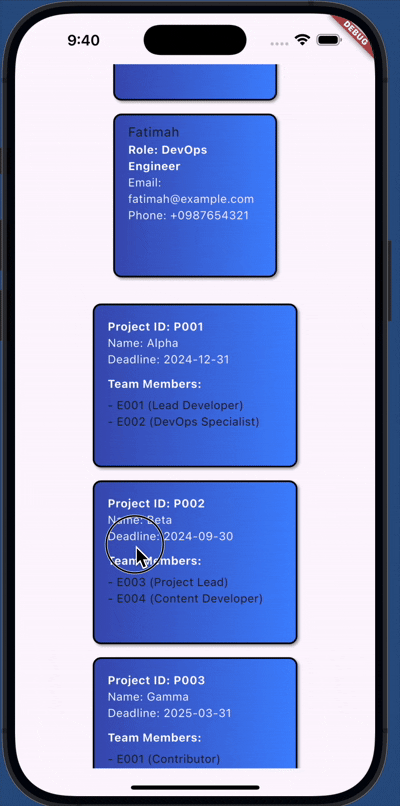 9:40
DEBUG
Fatimah
Role: DevOps
Engineer
Email:
fatimah@example.com
Phone: +0987654321
Project ID: P001
Name: Alpha
Deadline: 2024-12-31
Team Members:
- E001 (Lead Developer)
- E002 (DevOps Specialist)
Project ID: P002
Name: Beta
Deadline: 2024-09-30
Team Members:
- E003 (Project Lead)
- E004 (Content Developer)
Project ID: P003
Name: Gamma
Deadline: 2025-03-31
Team Members:
- E001 (Contributor)